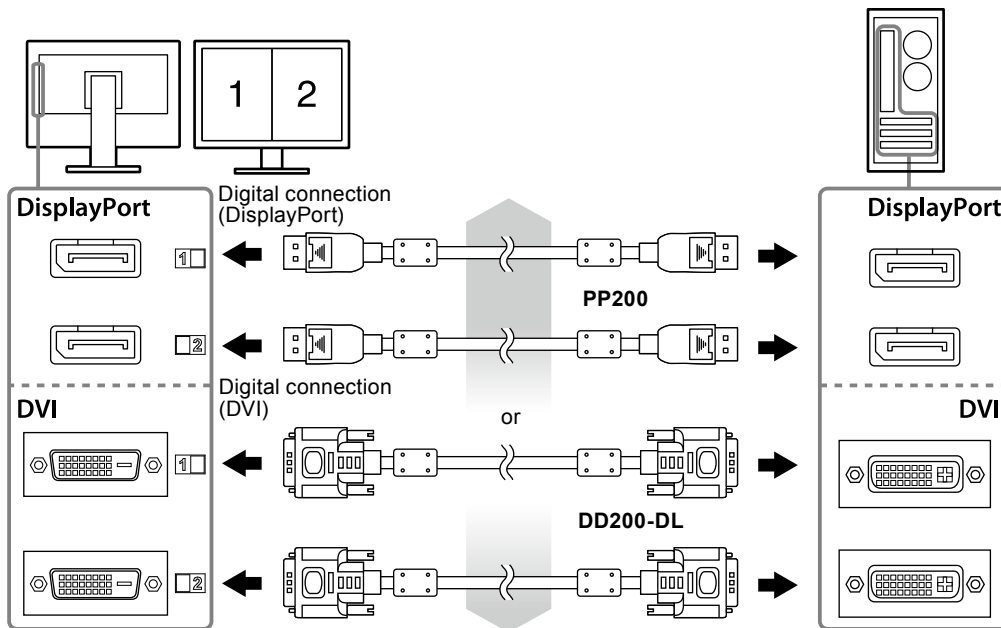 1 2
DisplayPort
Digital connection
(DisplayPort)
DisplayPort
1
PP200
2
Digital connection
(DVI)
DVI
or
DVI
1
DD200-DL
2